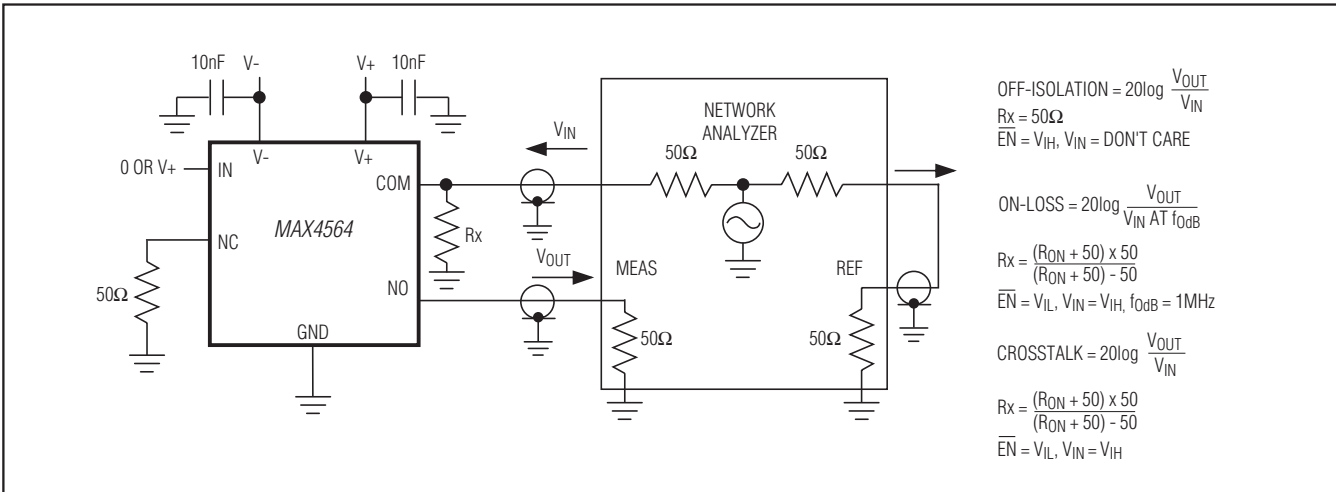 10nF V- V+ 10nF
V- V+
0 OR V+ IN
COM
MAX4564
NC
Rx
50Ω
NO
GND
V_IN
V_OUT
NETWORK
ANALYZER
50Ω 50Ω
MEAS REF
50Ω 50Ω
OFF-ISOLATION = 20log V_OUT / V_IN
Rx = 50Ω
E̅N̅ = V_IH, V_IN = DON'T CARE
ON-LOSS = 20log V_OUT / V_IN AT f_0dB
Rx = (R_ON + 50) x 50 / (R_ON + 50) - 50
E̅N̅ = V_IL, V_IN = V_IH, f_0dB = 1MHz
CROSSTALK = 20log V_OUT / V_IN
Rx = (R_ON + 50) x 50 / (R_ON + 50) - 50
E̅N̅ = V_IL, V_IN = V_IH